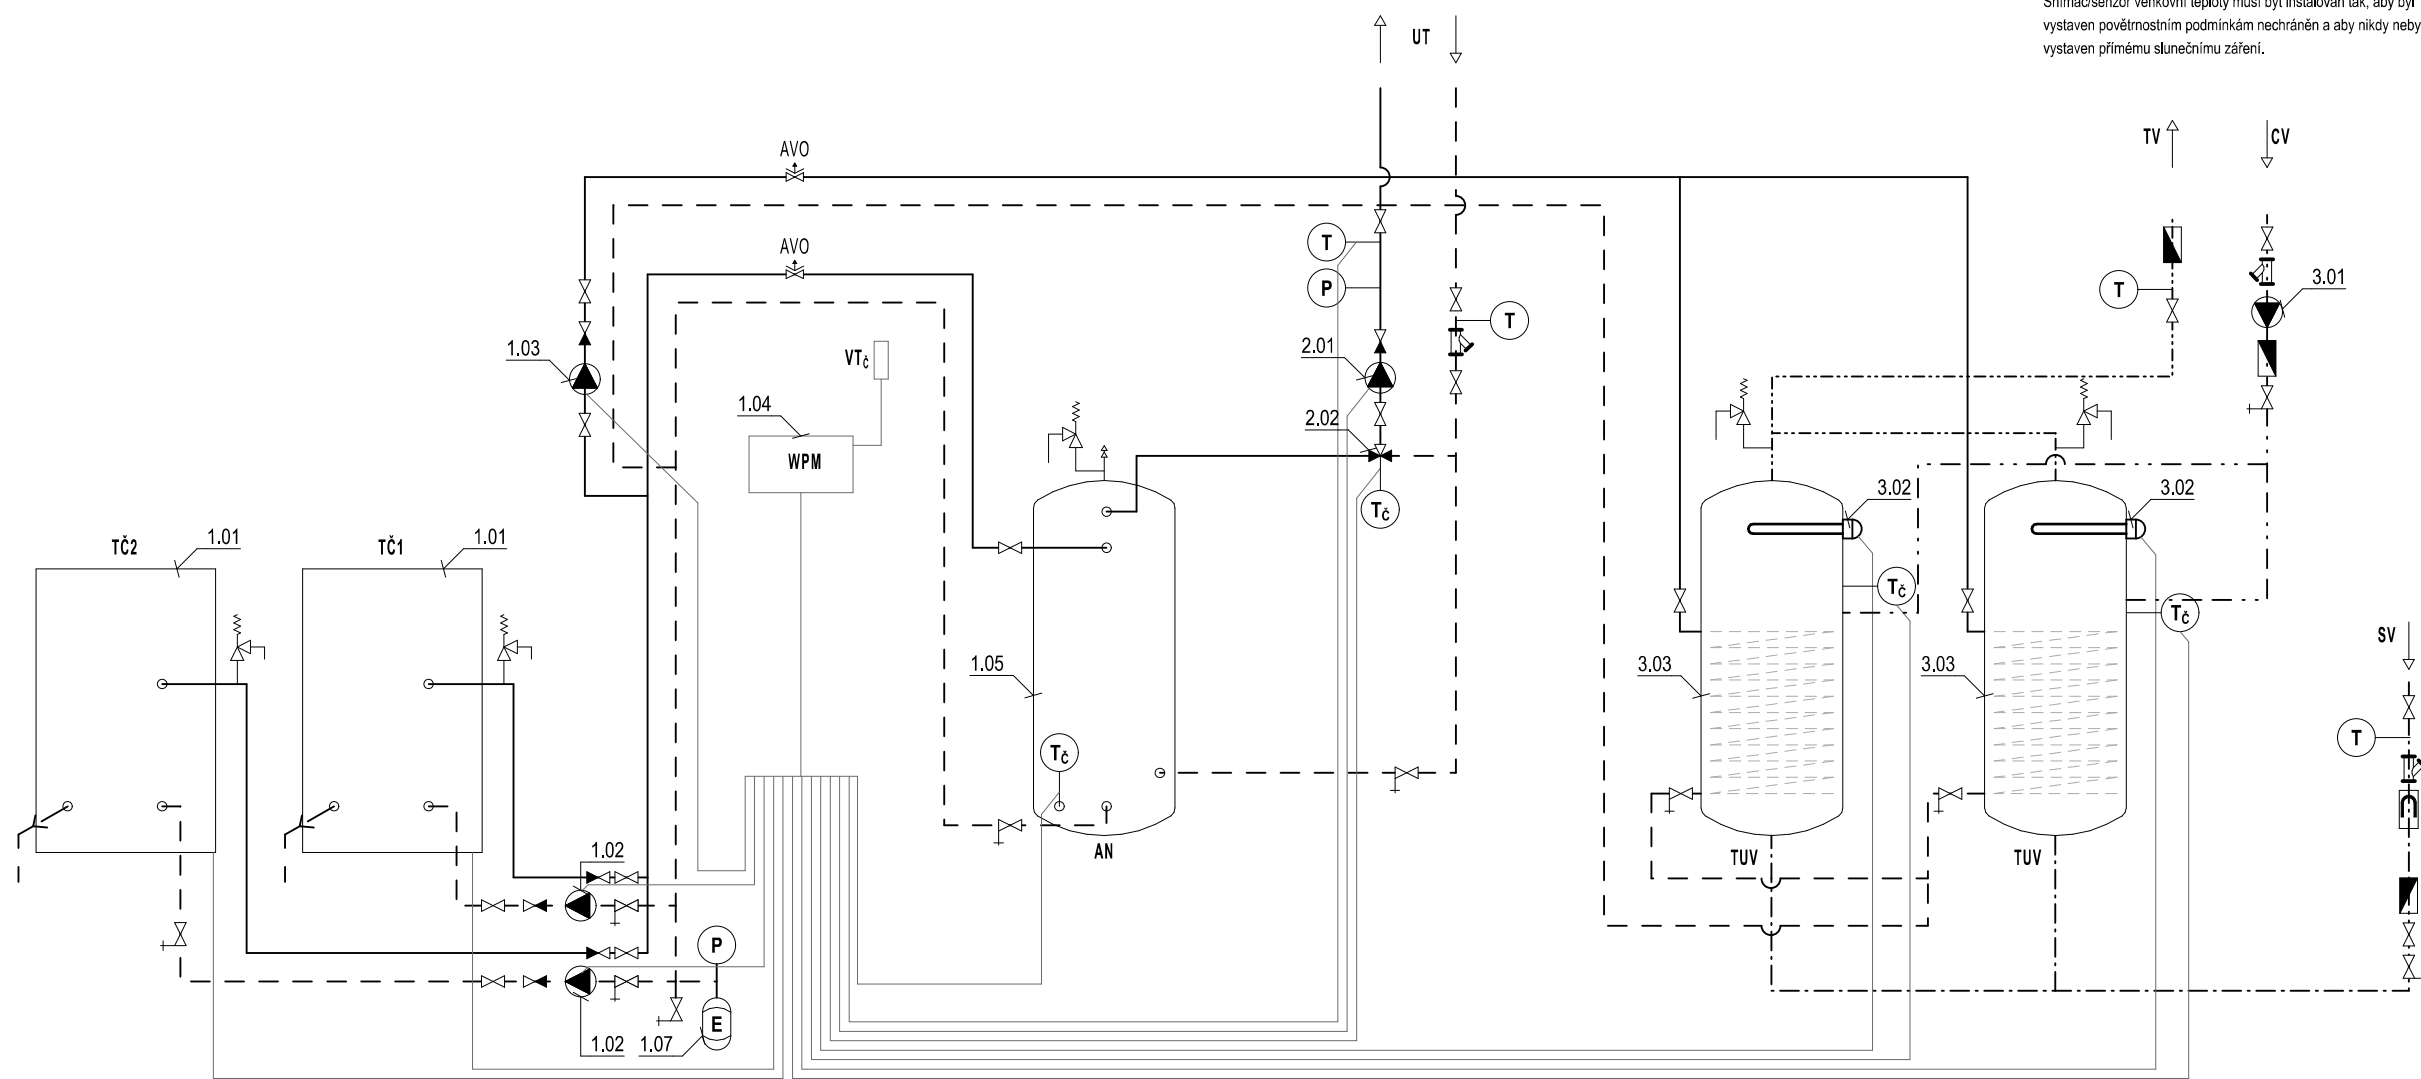 Snímač/senzor venkovní teploty musí být instalován tak, aby byl
vystaven povětrnostním podmínkám nechráněn a aby nikdy neby
vystaven přímému slunečnímu záření.
UT
TV
CV
AVO
AVO
T
P
T
T
3.01
1.03
VTč
2.01
1.04
2.02
WPM
Tč
3.02
3.02
TČ2
1.01
TČ1
1.01
Tč
Tč
1.05
3.03
3.03
SV
T
Tč
AN
TUV
TUV
1.02
P
E
1.02
1.07